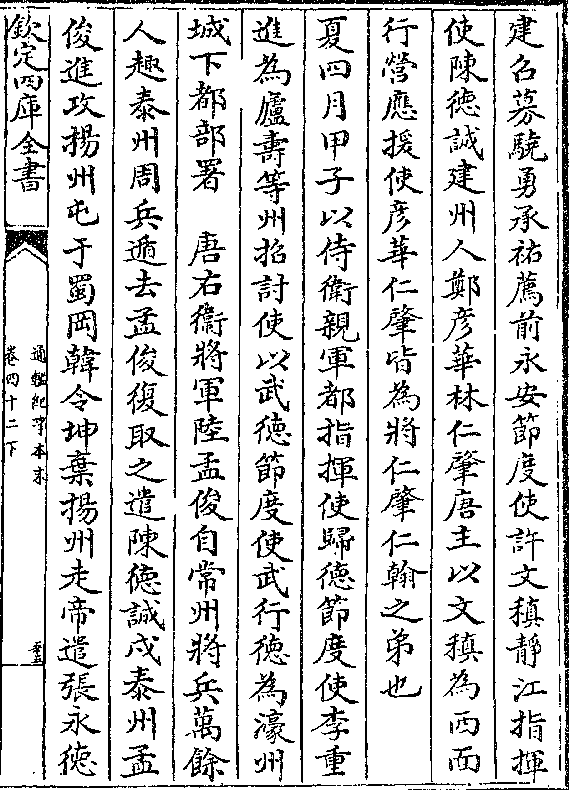 建召募驍勇承祐薦前永安節度使許文稹靜江指揮
使陳德誠建州人鄭彦華林仁肇唐主以文稹為西面
行營應援使彦華仁肇皆為將仁肇仁翰之弟也
夏四月甲子以侍衛親軍都指揮使歸德節度使李重
進為廬壽等州招討使以武德節度使武行德為濠州
城下都部署　唐右衛將軍陸孟俊自常州將兵萬餘
人趣泰州周兵遁去孟俊復取之遣陳德誠戍泰州孟
俊進攻揚州屯于蜀岡韓令坤棄揚州走帝遣張永德
欽定四庫全書
通鑑紀事本末
卷四十二下